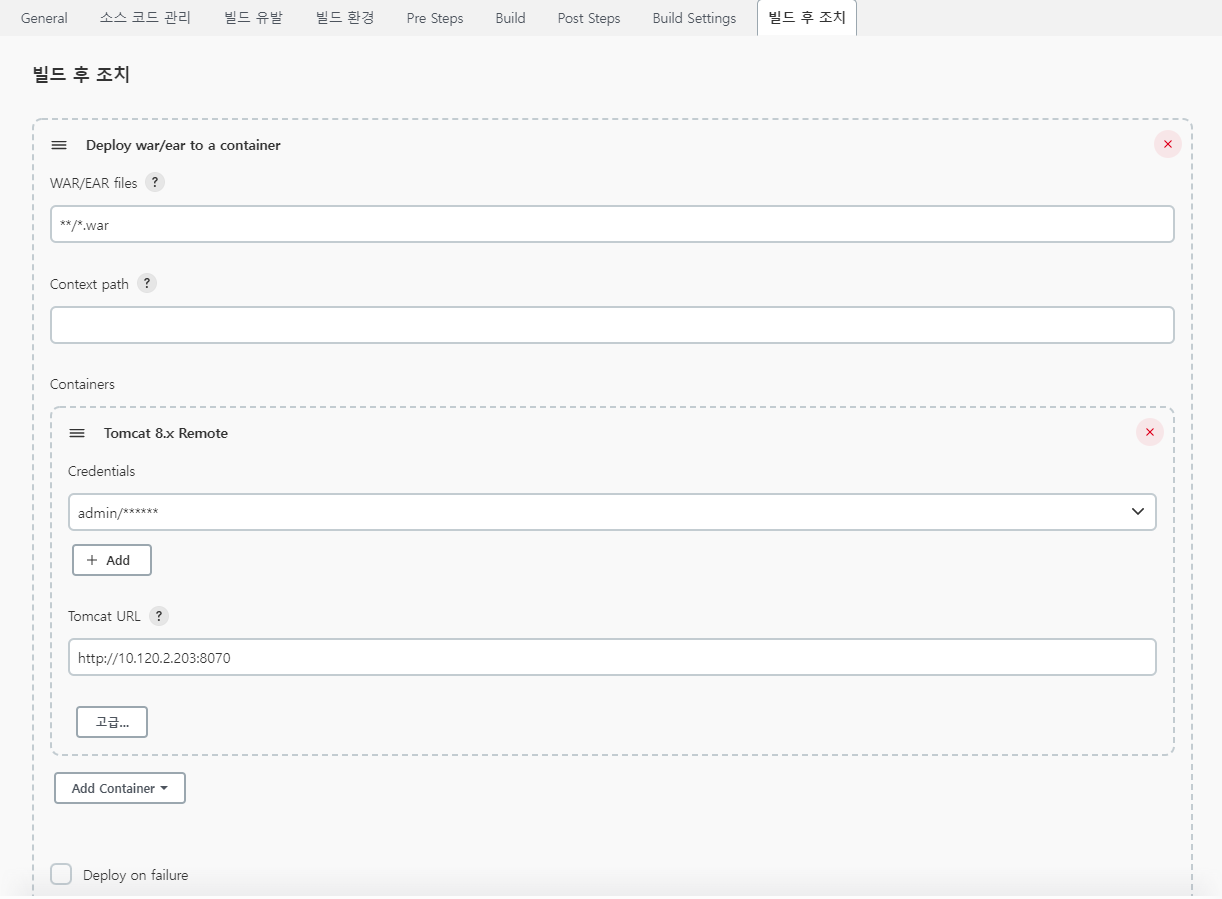 General 소스 코드 관리 빌드 유발 빌드 환경 Pre Steps Build Post Steps Build Settings 빌드 후 조치
빌드 후 조치
Deploy war/ear to a container
WAR/EAR files ?
**/*.war
Context path ?
Containers
Tomcat 8.x Remote
Credentials
admin/******
+ Add
Tomcat URL ?
http://10.120.2.203:8070
고급...
Add Container
Deploy on failure